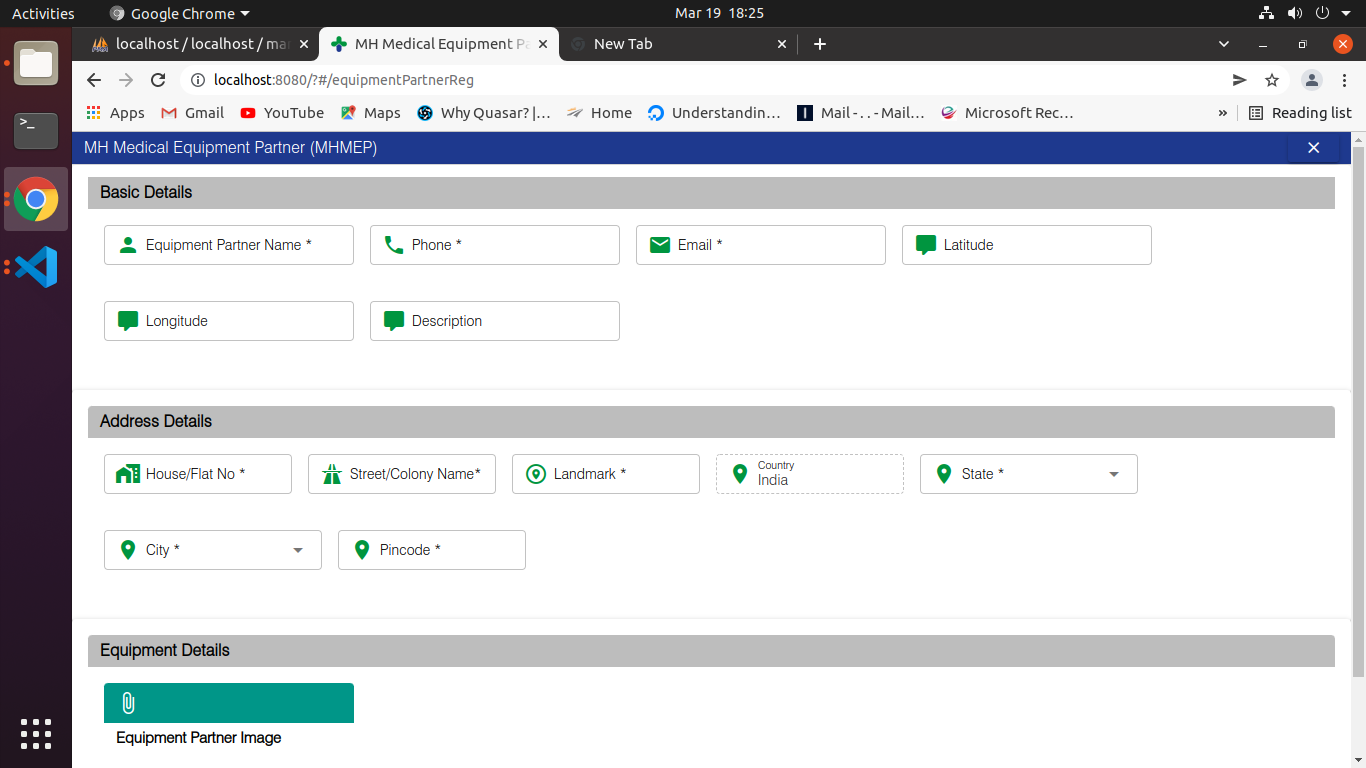 Activities Google Chrome Mar 19 18:25
localhost / localhost / ma MH Medical Equipment Pa New Tab
localhost:8080/?#/equipmentPartnerReg
Apps Gmail YouTube Maps Why Quasar? |... Home Understandin... Mail - . . - Mail... Microsoft Rec... » Reading list
MH Medical Equipment Partner (MHMEP)
Basic Details
Equipment Partner Name * Phone * Email * Latitude
Longitude Description
Address Details
House/Flat No * Street/Colony Name* Landmark * Country State *
India
City * Pincode *
Equipment Details
Equipment Partner Image